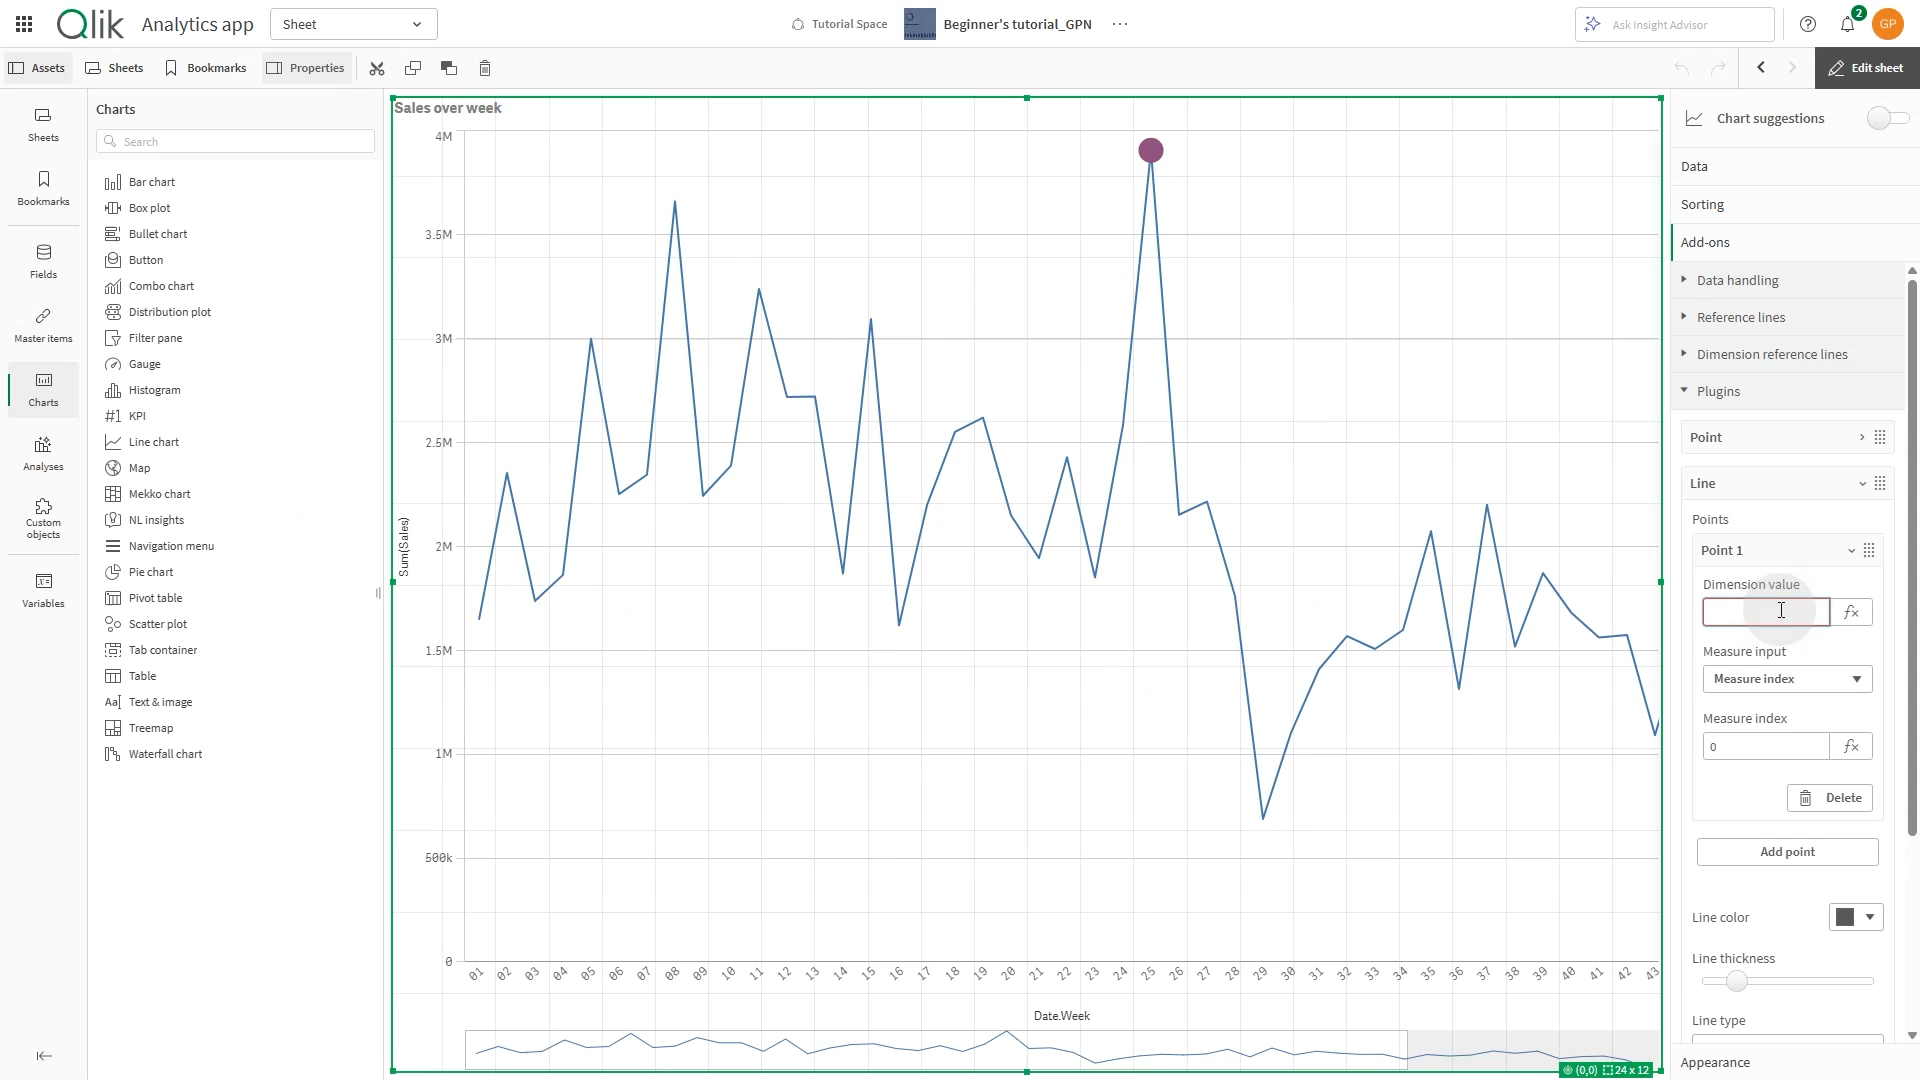 Qlik
Analytics app
Sheet
Tutorial Space
Beginner's tutorial_GPN
...
Ask Insight Advisor
2
GP
Assets
Sheets
Bookmarks
Properties
Edit sheet
Sheets
Bookmarks
Fields
Master items
Charts
Analyses
Custom
objects
Variables
Charts
Search
Bar chart
Box plot
Bullet chart
Button
Combo chart
Distribution plot
Filter pane
Gauge
Histogram
#1 KPI
Line chart
Map
Mekko chart
NL insights
Navigation menu
Pie chart
Pivot table
Scatter plot
Tab container
Table
Text & image
Treemap
Waterfall chart
Sales over week
4M
3.5M
3M
2.5M
2M
1.5M
1M
500k
0
Sum(Sales)
01 02 03 04 05 06 07 08 09 10 11 12 13 14 15 16 17 18 19 20 21 22 23 24 25 26 27 28 29 30 31 32 33 34 35 36 37 38 39 40 41 42 43
Date.Week
(0,0) 24 x 12
Chart suggestions
Data
Sorting
Add-ons
Data handling
Reference lines
Dimension reference lines
Plugins
Point
Line
Points
Point 1
Dimension value
fx
Measure input
Measure index
Measure index
0
fx
Delete
Add point
Line color
Line thickness
Line type
Appearance